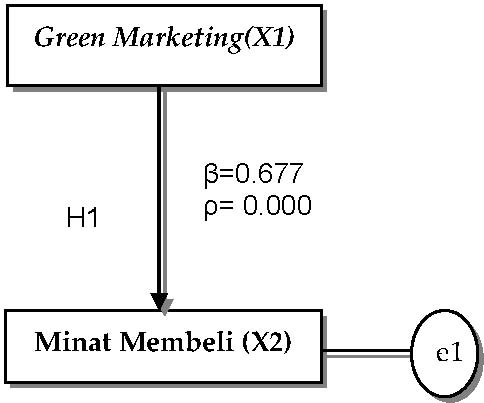 Green Marketing(X1)
β=0.677
H1
ρ= 0.000
Minat Membeli (X2)
e1